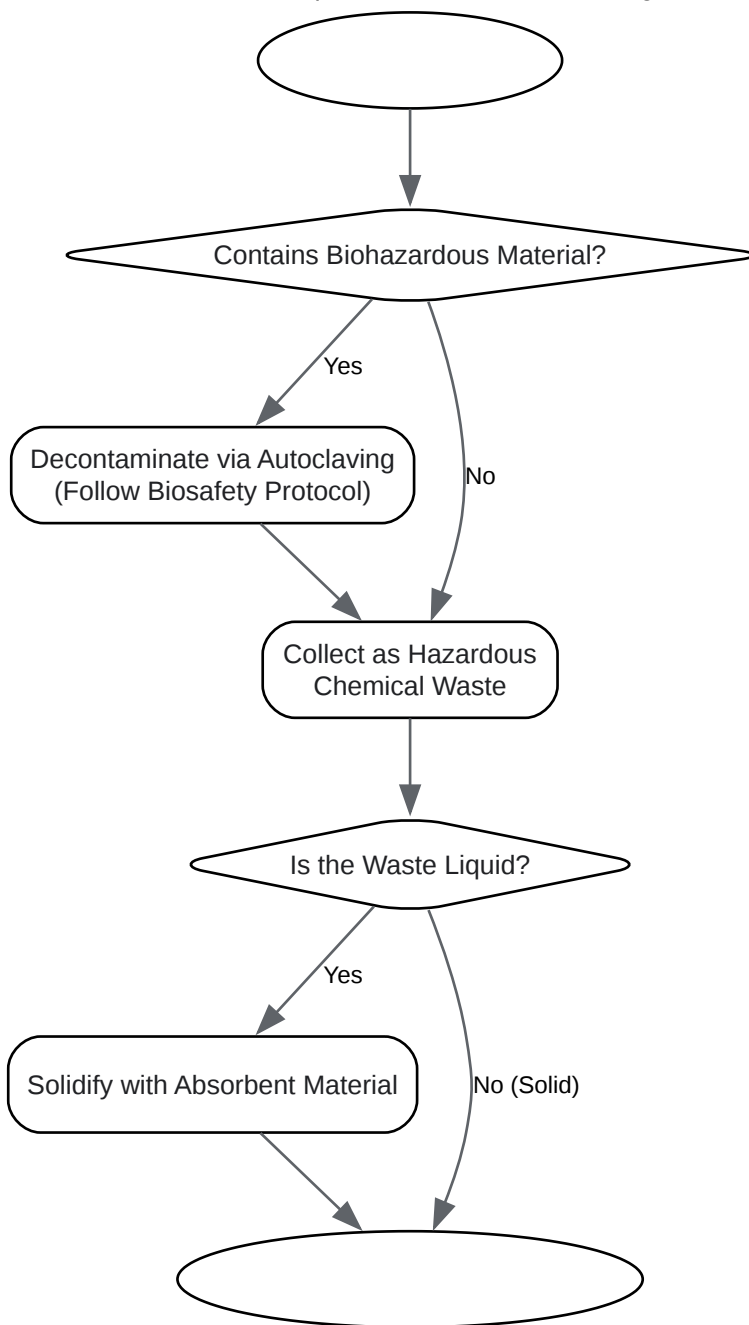 Contains Biohazardous Material?
Yes
Decontaminate via Autoclaving
(Follow Biosafety Protocol)
No
Collect as Hazardous
Chemical Waste
Is the Waste Liquid?
Yes
Solidify with Absorbent Material
No (Solid)